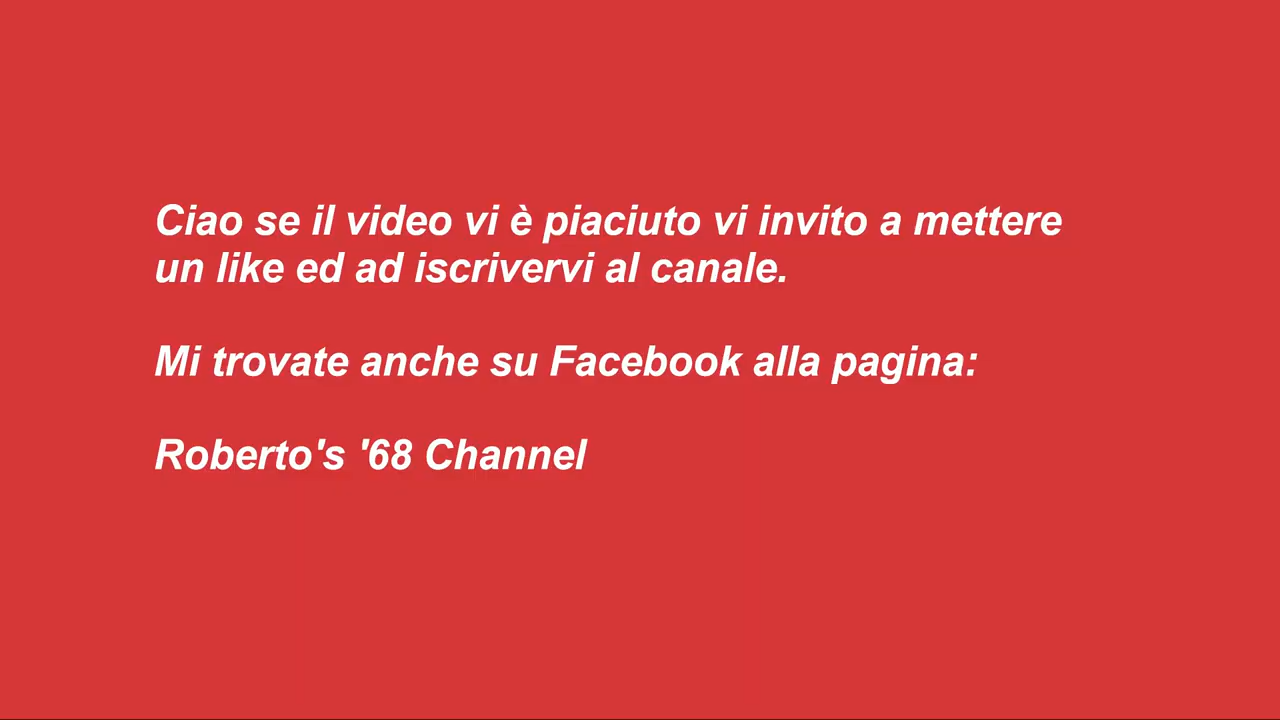 Ciao se il video vi è piaciuto vi invito a mettere
un like ed ad iscrivervi al canale.
Mi trovate anche su Facebook alla pagina:
Roberto's '68 Channel